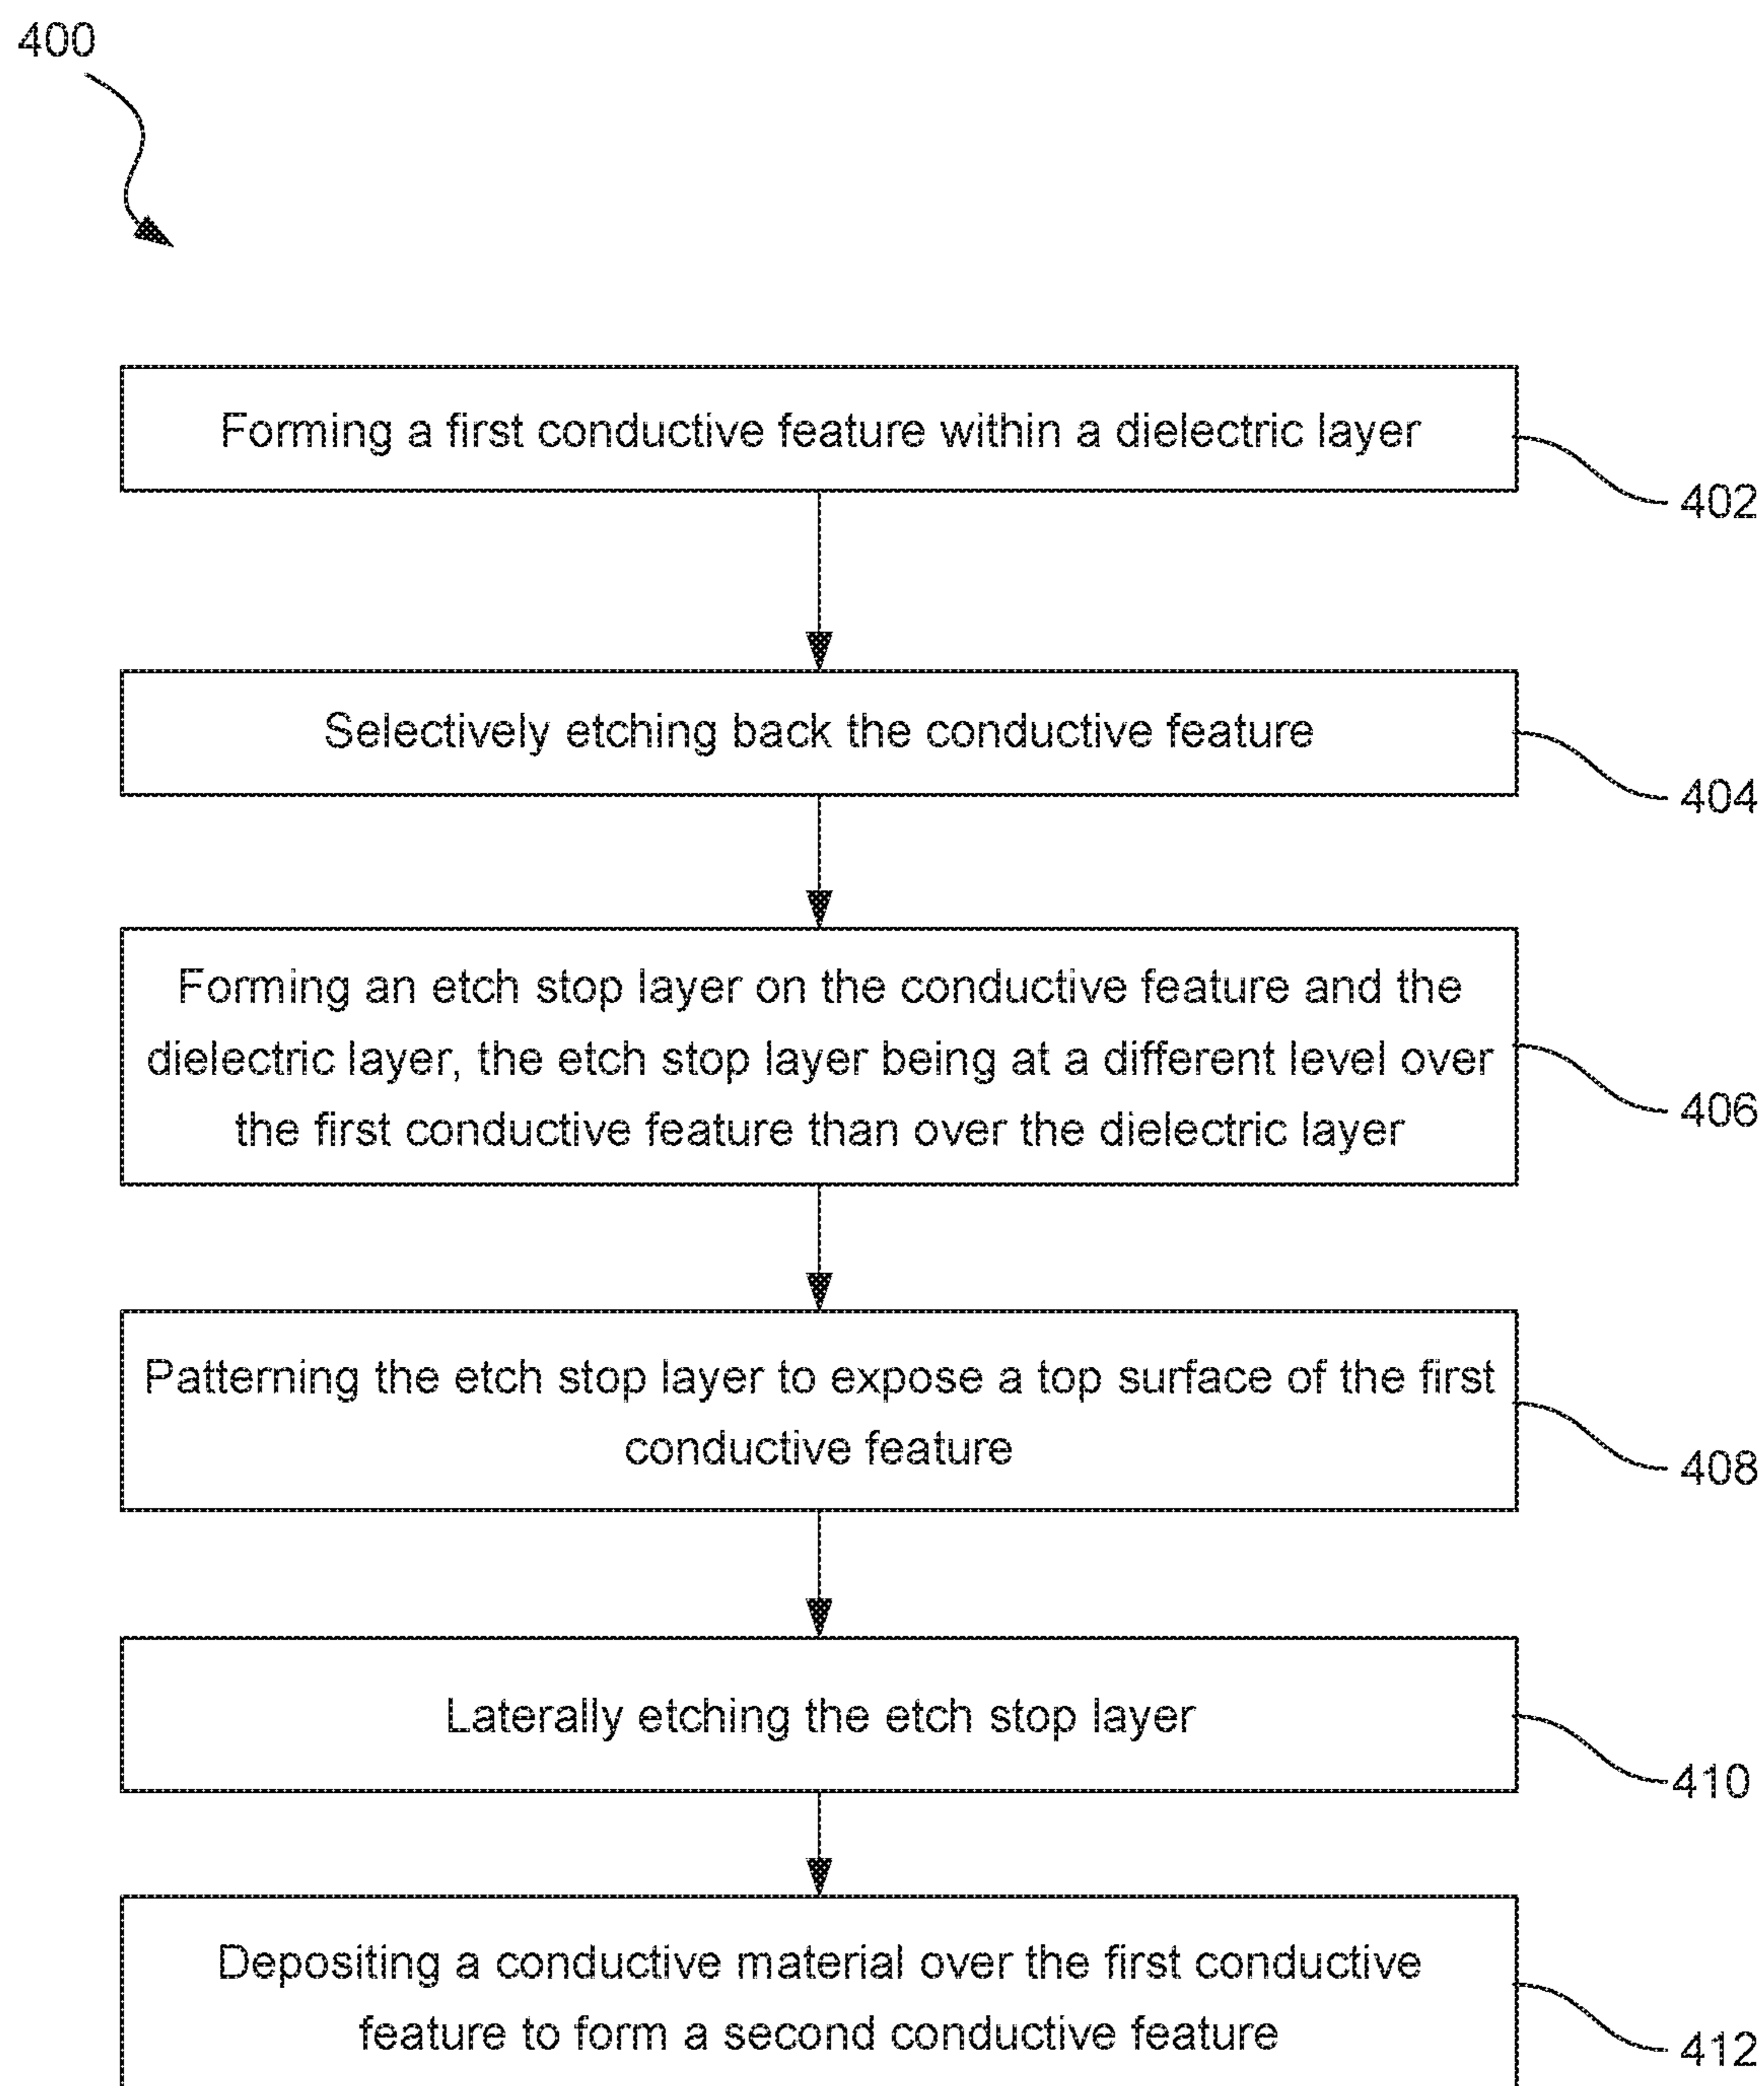 400
Forming a first conductive feature within a dielectric layer
402
Selectively etching back the conductive feature
404
Forming an etch stop layer on the conductive feature and the
dielectric layer, the etch stop layer being at a different level over
the first conductive feature than over the dielectric layer
406
Patterning the etch stop layer to expose a top surface of the first
conductive feature
408
Laterally etching the etch stop layer
410
Depositing a conductive material over the first conductive
feature to form a second conductive feature
412